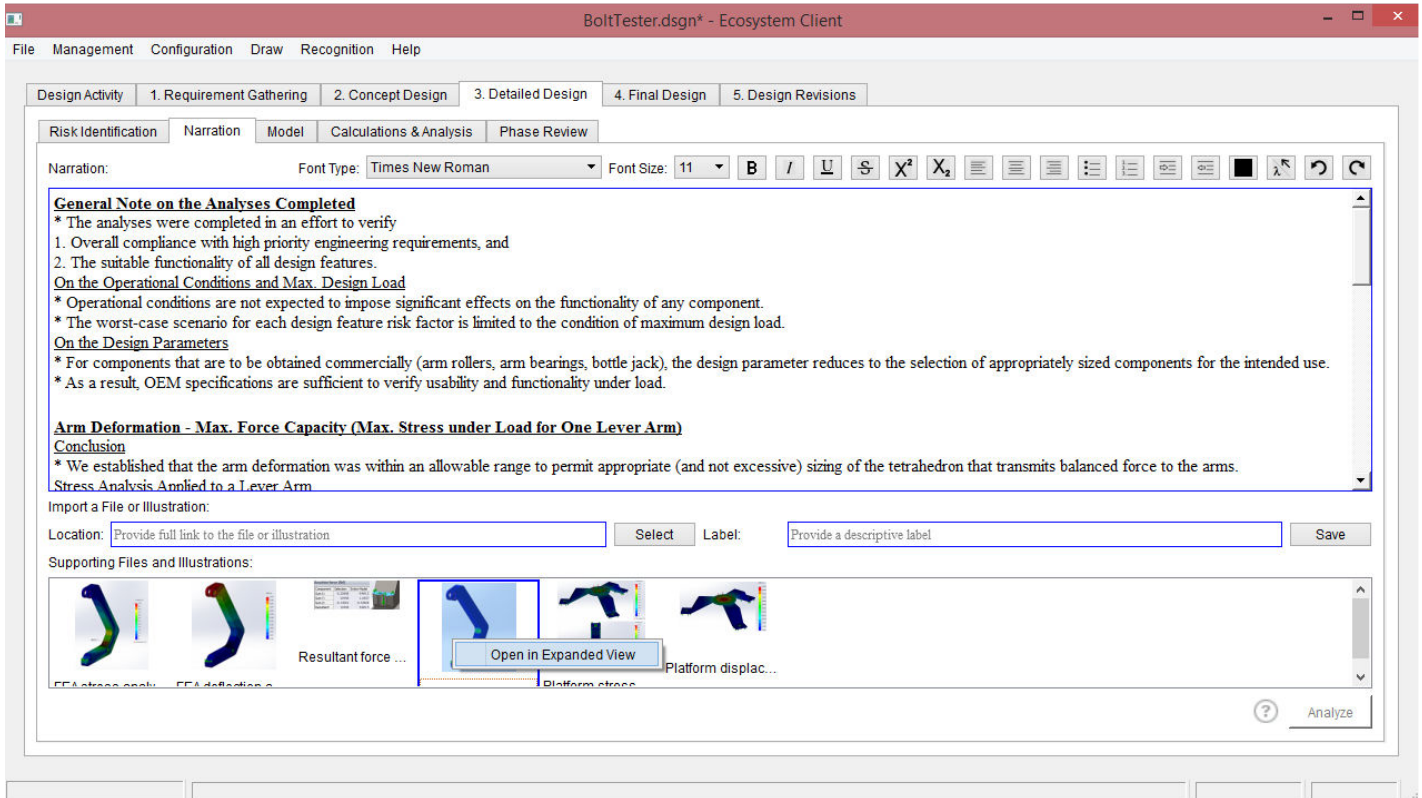 BoltTester.dsgn* - Ecosystem Client
File Management Configuration Draw Recognition Help
Design Activity 1. Requirement Gathering 2. Concept Design 3. Detailed Design 4. Final Design 5. Design Revisions
Risk Identification Narration Model Calculations & Analysis Phase Review
Narration: Font Type: Times New Roman Font Size: 11 B I U S X² X₂
General Note on the Analyses Completed
* The analyses were completed in an effort to verify
1. Overall compliance with high priority engineering requirements, and
2. The suitable functionality of all design features.
On the Operational Conditions and Max. Design Load
* Operational conditions are not expected to impose significant effects on the functionality of any component.
* The worst-case scenario for each design feature risk factor is limited to the condition of maximum design load.
On the Design Parameters
* For components that are to be obtained commercially (arm rollers, arm bearings, bottle jack), the design parameter reduces to the selection of appropriately sized components for the intended use.
* As a result, OEM specifications are sufficient to verify usability and functionality under load.
Arm Deformation - Max. Force Capacity (Max. Stress under Load for One Lever Arm)
Conclusion
* We established that the arm deformation was within an allowable range to permit appropriate (and not excessive) sizing of the tetrahedron that transmits balanced force to the arms.
Stress Analysis Applied to a Lever Arm
Import a File or Illustration:
Location: Provide full link to the file or illustration Select Label: Provide a descriptive label Save
Supporting Files and Illustrations:
Open in Expanded View
Resultant force ...
Platform displac...
FEA stress analy
FEA deflection a
Platform stress
? Analyze